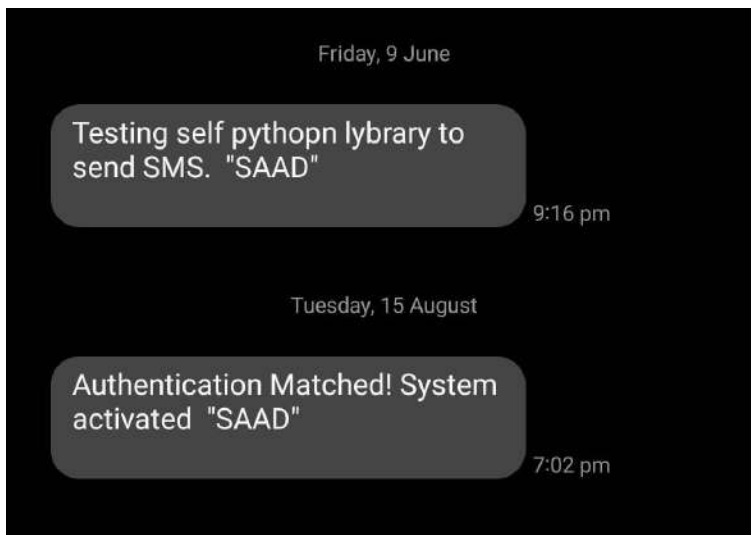 Friday, 9 June
Testing self pythopn lybrary to
send SMS.  "SAAD"
9:16 pm
Tuesday, 15 August
Authentication Matched! System
activated  "SAAD"
7:02 pm